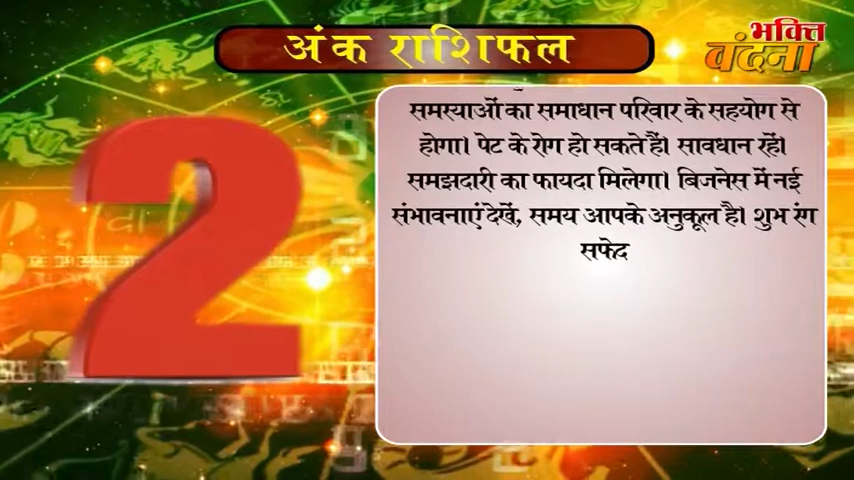 अंक राशिफल
भक्ति
वंदना
2
समस्याओं का समाधान परिवार के सहयोग से
होगा। पेट के रोग हो सकते हैं। सावधान रहें।
समझदारी का फायदा मिलेगा। बिजनेस में नई
संभावनाएं देखें, समय आपके अनुकूल है। शुभ रंग
सफेद